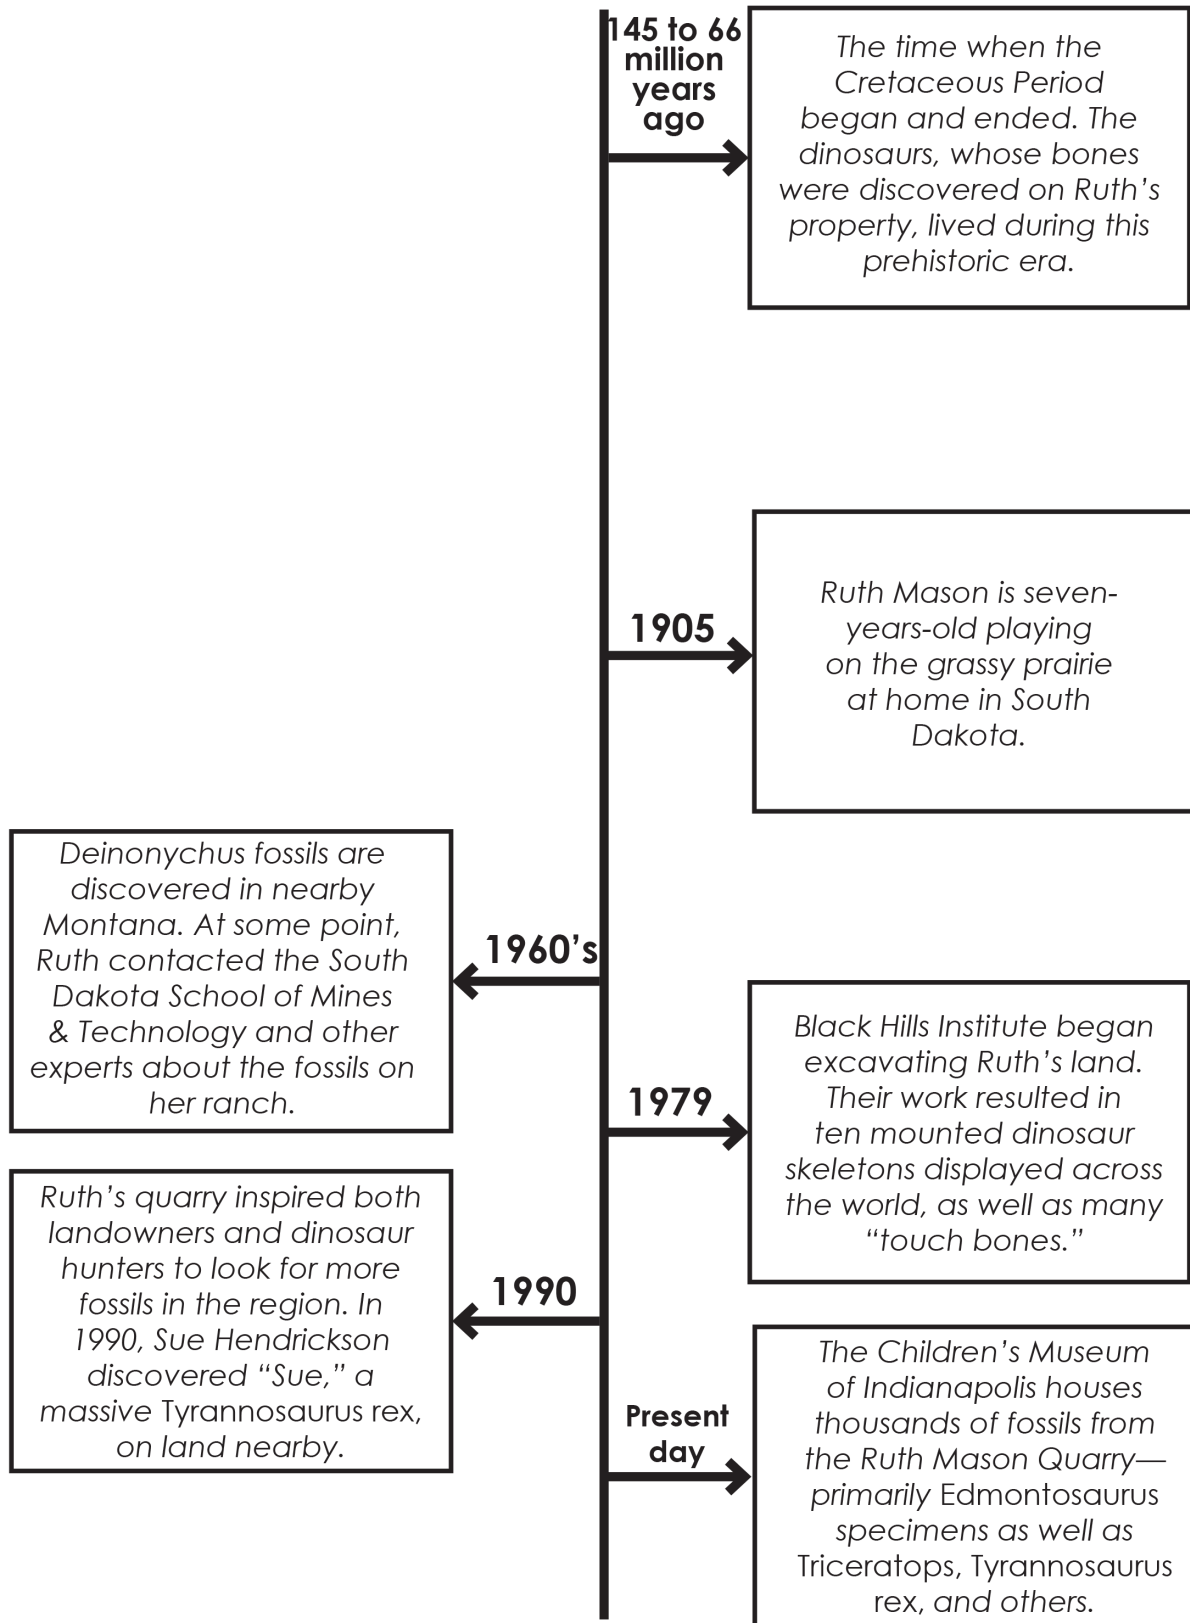 145 to 66
million
years
ago
The time when the
Cretaceous Period
began and ended. The
dinosaurs, whose bones
were discovered on Ruth’s
property, lived during this
prehistoric era.
1905
Ruth Mason is seven-
years-old playing
on the grassy prairie
at home in South
Dakota.
1960’s
Deinonychus fossils are
discovered in nearby
Montana. At some point,
Ruth contacted the South
Dakota School of Mines
& Technology and other
experts about the fossils on
her ranch.
1979
Black Hills Institute began
excavating Ruth’s land.
Their work resulted in
ten mounted dinosaur
skeletons displayed across
the world, as well as many
“touch bones.”
1990
Ruth’s quarry inspired both
landowners and dinosaur
hunters to look for more
fossils in the region. In
1990, Sue Hendrickson
discovered “Sue,” a
massive Tyrannosaurus rex,
on land nearby.
Present
day
The Children’s Museum
of Indianapolis houses
thousands of fossils from
the Ruth Mason Quarry—
primarily Edmontosaurus
specimens as well as
Triceratops, Tyrannosaurus
rex, and others.